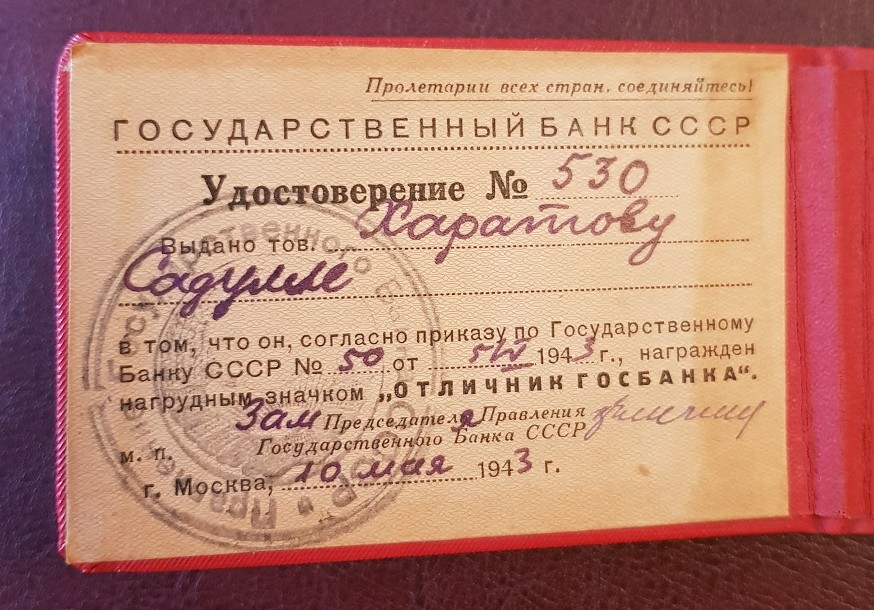 Пролетарии всех стран, соединяйтесь!
ГОСУДАРСТВЕННЫЙ БАНК СССР
Удостоверение № 530
Выдано тов. Харатову
Садулле
в том, что он, согласно приказу по Государственному
Банку СССР № 50 от 5/IV 1943 г., награжден
нагрудным значком „ОТЛИЧНИК ГОСБАНКА“.
Зам Председателя Правления
Государственного Банка СССР
м. п.
г. Москва, 10 мая 1943 г.